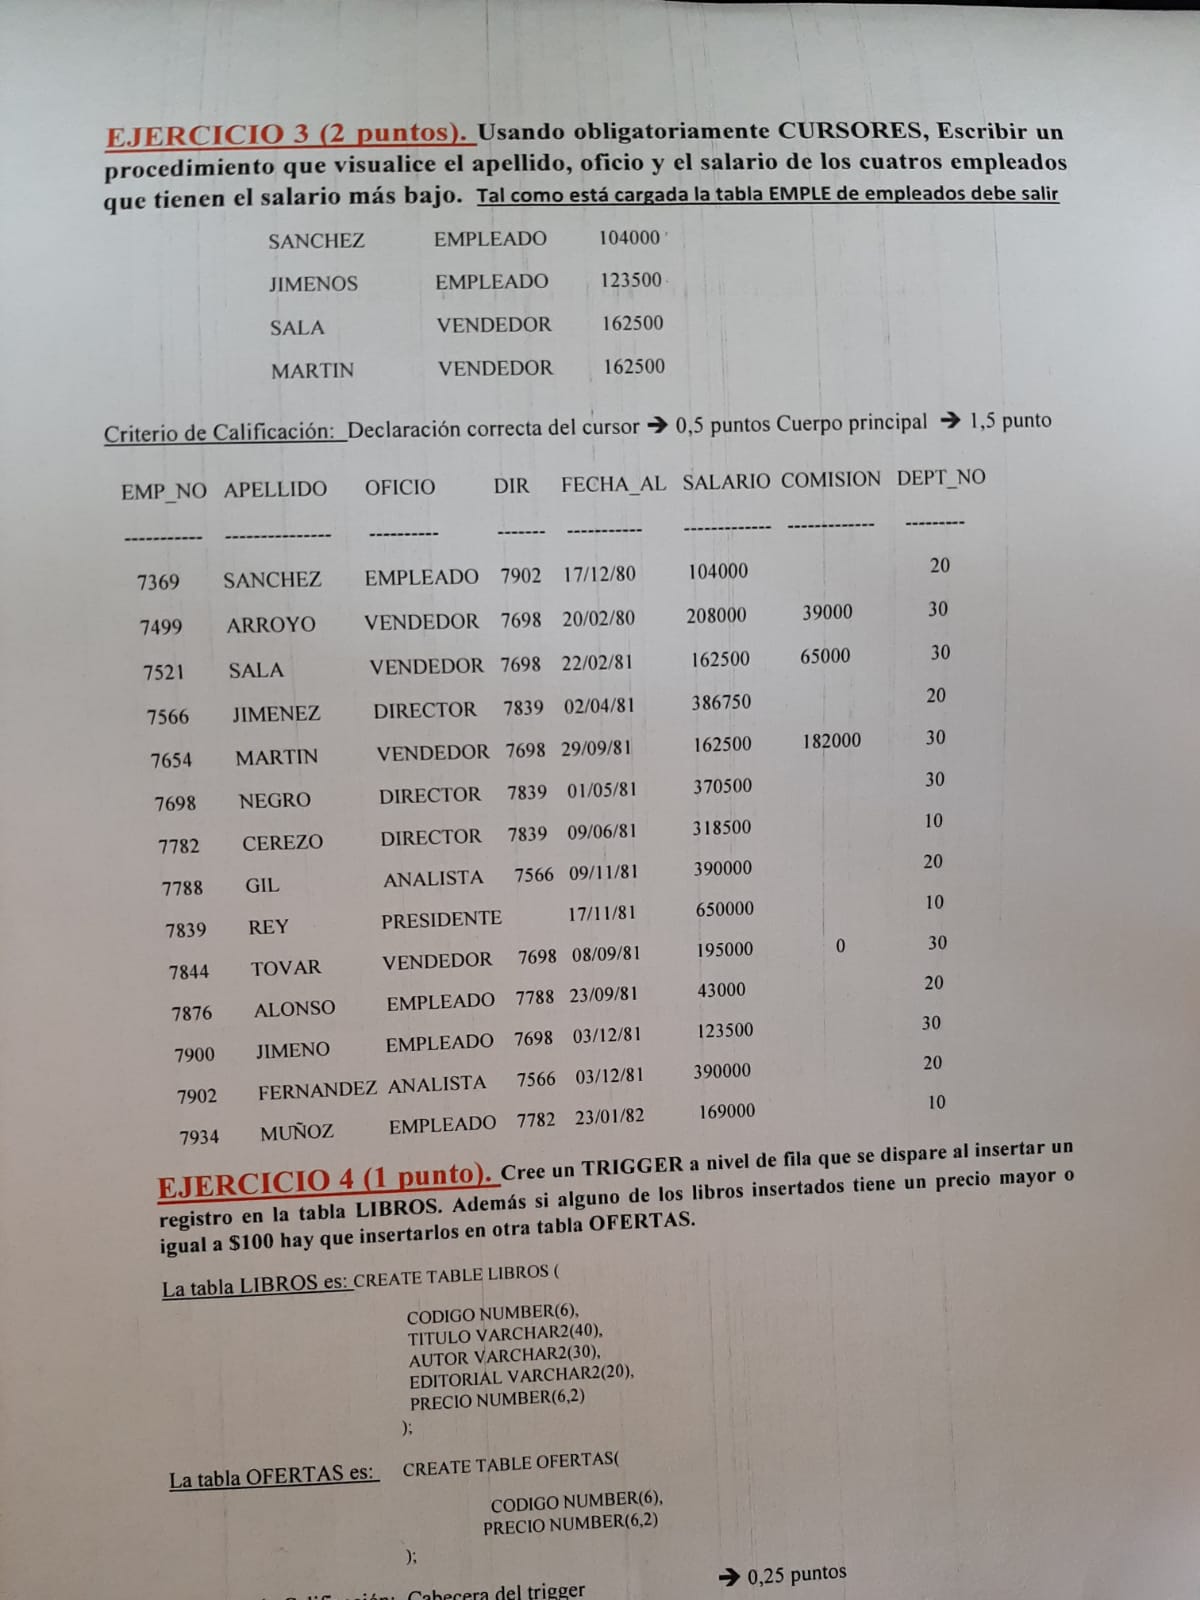 EJERCICIO 3 (2 puntos). Usando obligatoriamente CURSORES, Escribir un
procedimiento que visualice el apellido, oficio y el salario de los cuatros empleados
que tienen el salario más bajo. Tal como está cargada la tabla EMPLE de empleados debe salir
SANCHEZ EMPLEADO 104000
JIMENOS EMPLEADO 123500
SALA VENDEDOR 162500
MARTIN VENDEDOR 162500
Criterio de Calificación: Declaración correcta del cursor ➔ 0,5 puntos Cuerpo principal ➔ 1,5 punto
EMP_NO APELLIDO OFICIO DIR FECHA_AL SALARIO COMISION DEPT_NO
----------- --------------- ---------- ------- ----------- ------------- ------------- ---------
7369 SANCHEZ EMPLEADO 7902 17/12/80 104000 20
7499 ARROYO VENDEDOR 7698 20/02/80 208000 39000 30
7521 SALA VENDEDOR 7698 22/02/81 162500 65000 30
7566 JIMENEZ DIRECTOR 7839 02/04/81 386750 20
7654 MARTIN VENDEDOR 7698 29/09/81 162500 182000 30
7698 NEGRO DIRECTOR 7839 01/05/81 370500 30
7782 CEREZO DIRECTOR 7839 09/06/81 318500 10
7788 GIL ANALISTA 7566 09/11/81 390000 20
7839 REY PRESIDENTE 17/11/81 650000 10
7844 TOVAR VENDEDOR 7698 08/09/81 195000 0 30
7876 ALONSO EMPLEADO 7788 23/09/81 43000 20
7900 JIMENO EMPLEADO 7698 03/12/81 123500 30
7902 FERNANDEZ ANALISTA 7566 03/12/81 390000 20
7934 MUÑOZ EMPLEADO 7782 23/01/82 169000 10
EJERCICIO 4 (1 punto). Cree un TRIGGER a nivel de fila que se dispare al insertar un
registro en la tabla LIBROS. Además si alguno de los libros insertados tiene un precio mayor o
igual a $100 hay que insertarlos en otra tabla OFERTAS.
La tabla LIBROS es: CREATE TABLE LIBROS (
CODIGO NUMBER(6),
TITULO VARCHAR2(40),
AUTOR VARCHAR2(30),
EDITORIAL VARCHAR2(20),
PRECIO NUMBER(6,2)
);
La tabla OFERTAS es: CREATE TABLE OFERTAS(
CODIGO NUMBER(6),
PRECIO NUMBER(6,2)
);
Cabecera del trigger ➔ 0,25 puntos